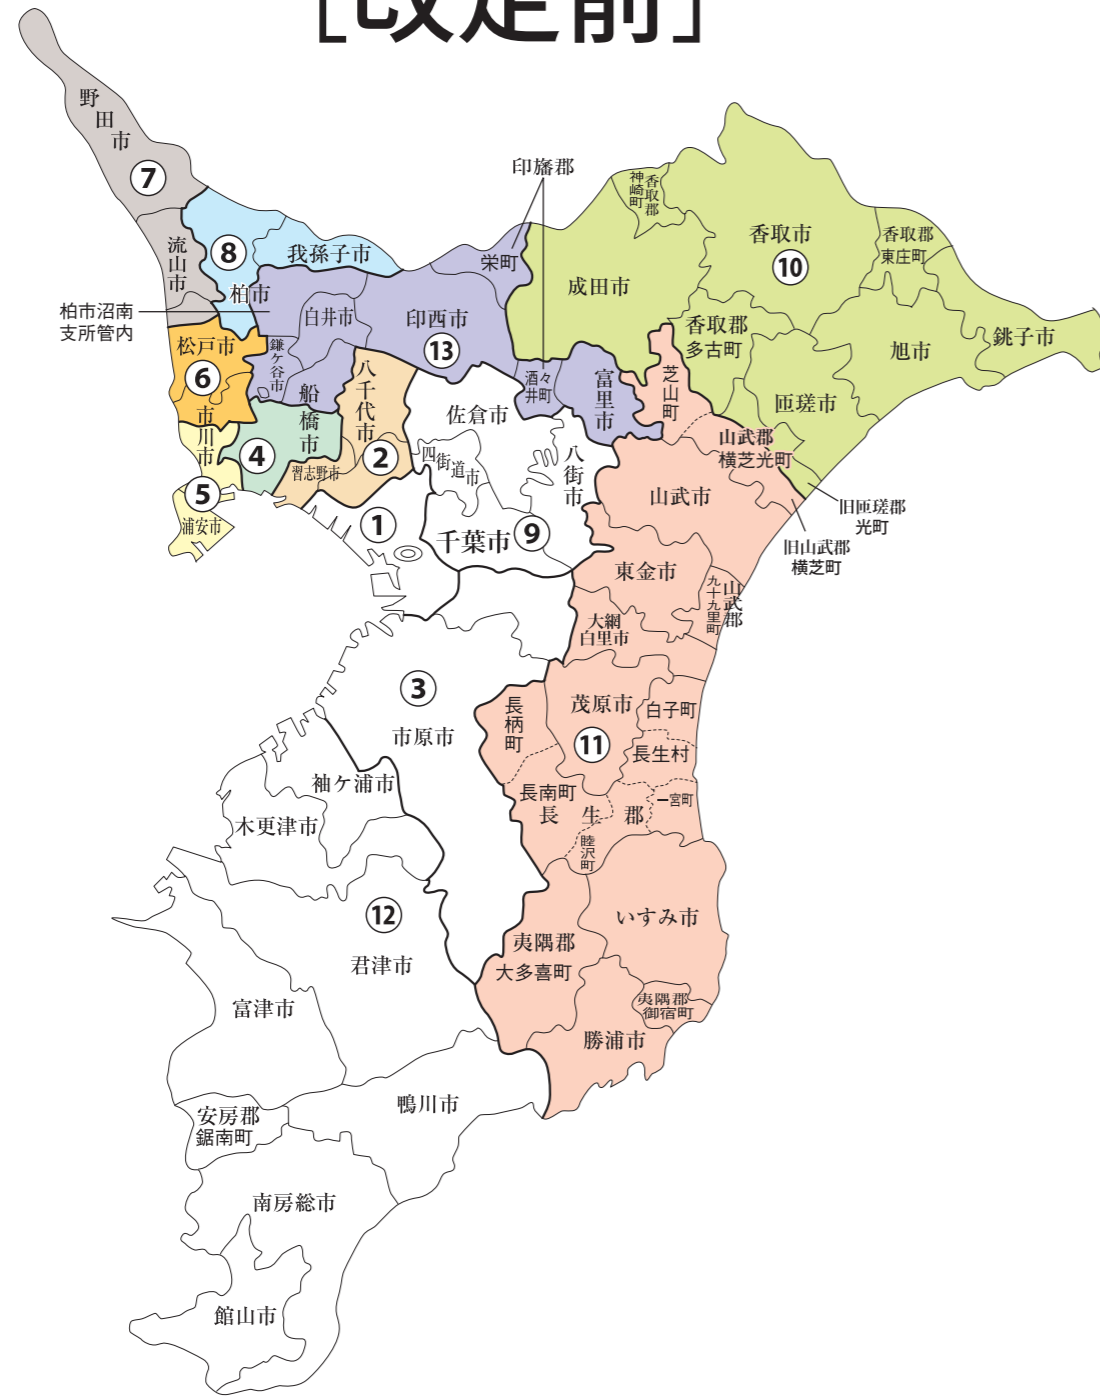 ［改定前］
野田市
⑦
流山市
⑧
我孫子市
柏市
柏市沼南
支所管内
松戸市
⑥
市川市
⑤
浦安市
鎌ケ谷市
白井市
印西市
⑬
印旛郡
栄町
酒々井町
富里市
船橋市
④
八千代市
②
習志野市
①
佐倉市
四街道市
八街市
千葉市
⑨
成田市
香取郡
神崎町
香取市
⑩
香取郡
東庄町
香取郡
多古町
旭市
銚子市
匝瑳市
芝山町
山武郡
横芝光町
旧匝瑳郡
光町
旧山武郡
横芝町
山武市
東金市
山武郡
九十九里町
大網
白里市
③
市原市
長柄町
茂原市
⑪
白子町
長生村
長南町
長生郡
一宮町
睦沢町
袖ケ浦市
木更津市
⑫
君津市
富津市
いすみ市
夷隅郡
大多喜町
夷隅郡
御宿町
勝浦市
鴨川市
安房郡
鋸南町
南房総市
館山市